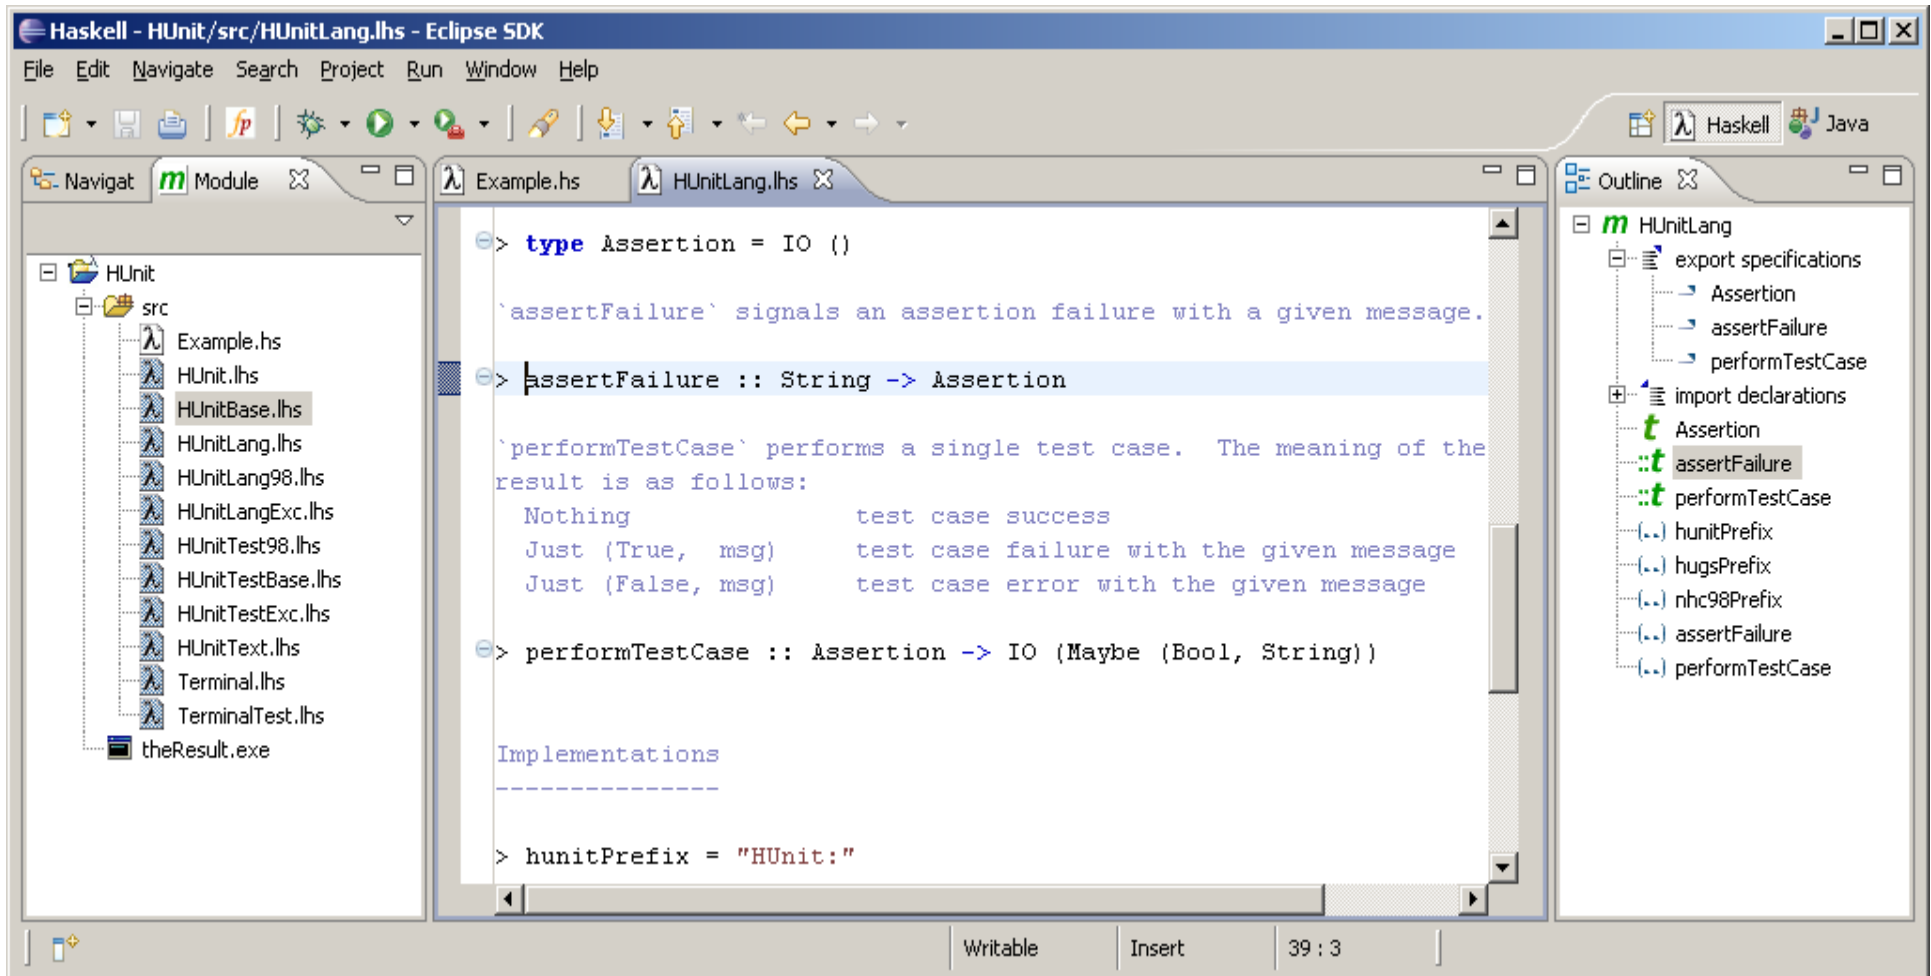 Haskell - HUnit/src/HUnitLang.lhs - Eclipse SDK
File Edit Navigate Search Project Run Window Help
fp
λ Haskell Java
Navigat m Module
HUnit
src
Example.hs
HUnit.lhs
HUnitBase.lhs
HUnitLang.lhs
HUnitLang98.lhs
HUnitLangExc.lhs
HUnitTest98.lhs
HUnitTestBase.lhs
HUnitTestExc.lhs
HUnitText.lhs
Terminal.lhs
TerminalTest.lhs
theResult.exe
λ Example.hs λ HUnitLang.lhs
> type Assertion = IO ()
`assertFailure` signals an assertion failure with a given message.
> assertFailure :: String -> Assertion
`performTestCase` performs a single test case.  The meaning of the
result is as follows:
  Nothing            test case success
  Just (True,  msg)  test case failure with the given message
  Just (False, msg)  test case error with the given message
> performTestCase :: Assertion -> IO (Maybe (Bool, String))
Implementations
---------------
> hunitPrefix = "HUnit:"
Outline
m HUnitLang
export specifications
Assertion
assertFailure
performTestCase
import declarations
t Assertion
::t assertFailure
::t performTestCase
(..) hunitPrefix
(..) hugsPrefix
(..) nhc98Prefix
(..) assertFailure
(..) performTestCase
Writable Insert 39 : 3